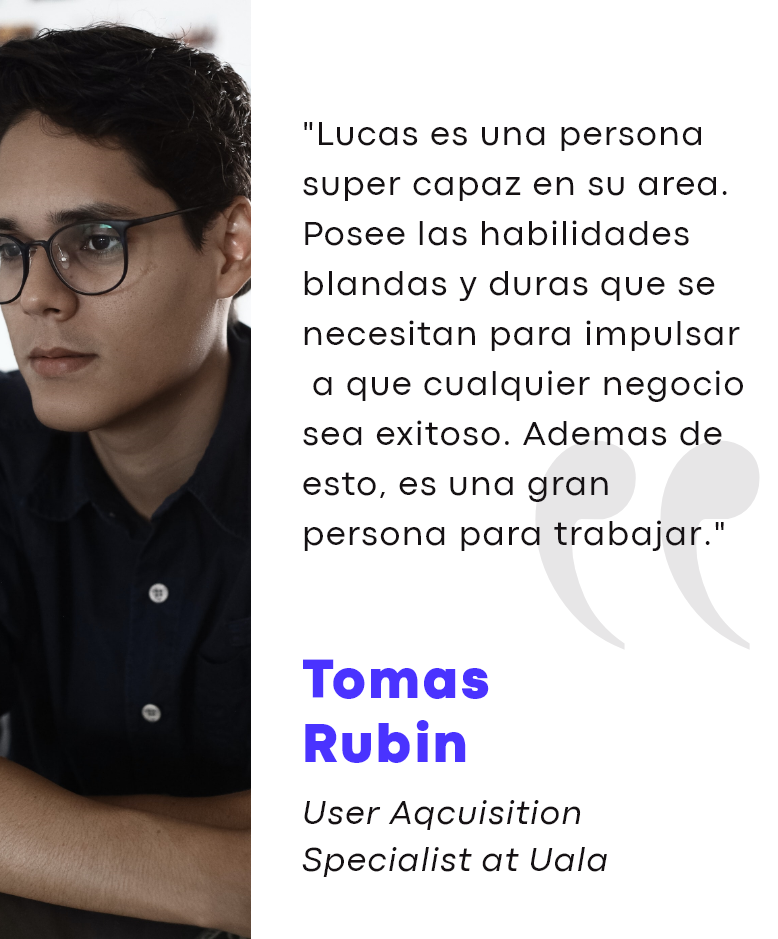 "Lucas es una persona
super capaz en su area.
Posee las habilidades
blandas y duras que se
necesitan para impulsar
a que cualquier negocio
sea exitoso. Ademas de
esto, es una gran
persona para trabajar."
Tomas
Rubin
User Aqcuisition
Specialist at Uala